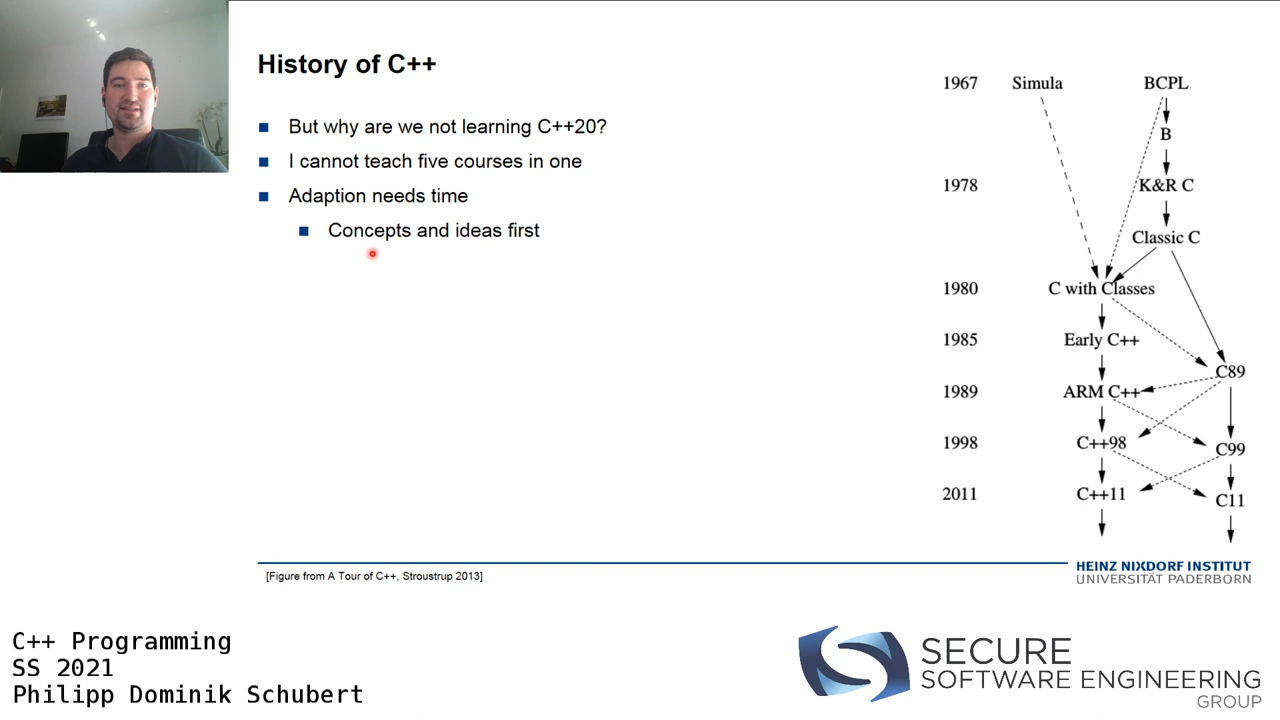 History of C++
But why are we not learning C++20?
I cannot teach five courses in one
Adaption needs time
Concepts and ideas first
1967 Simula BCPL
B
1978 K&R C
Classic C
1980 C with Classes
1985 Early C++
C89
1989 ARM C++
1998 C++98
C99
2011 C++11
C11
[Figure from A Tour of C++, Stroustrup 2013]
HEINZ NIXDORF INSTITUT
UNIVERSITÄT PADERBORN
C++ Programming
SS 2021
Philipp Dominik Schubert
SECURE
SOFTWARE ENGINEERING
GROUP